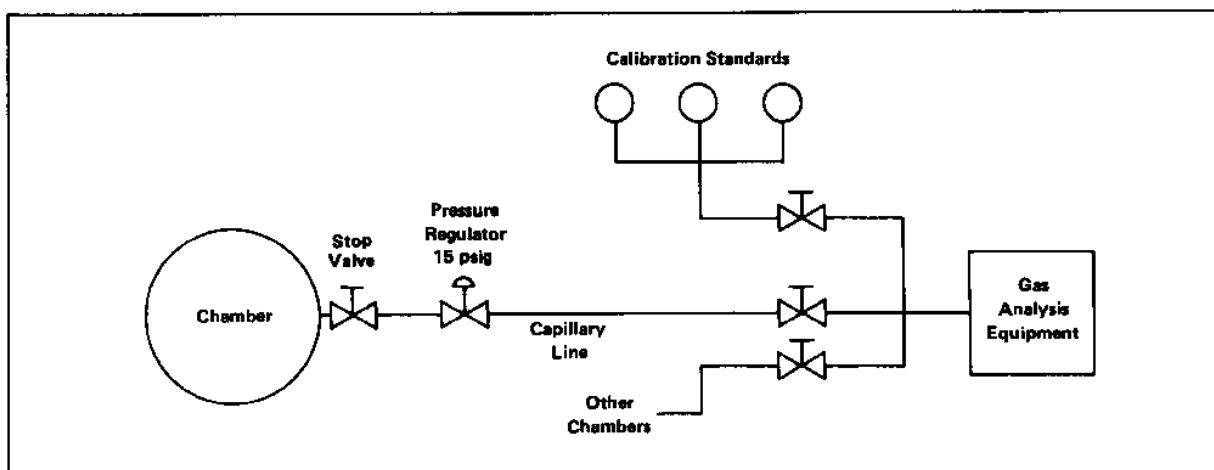 Calibration Standards
Pressure
Regulator
15 psig
Stop
Valve
Chamber
Capillary
Line
Gas
Analysis
Equipment
Other
Chambers